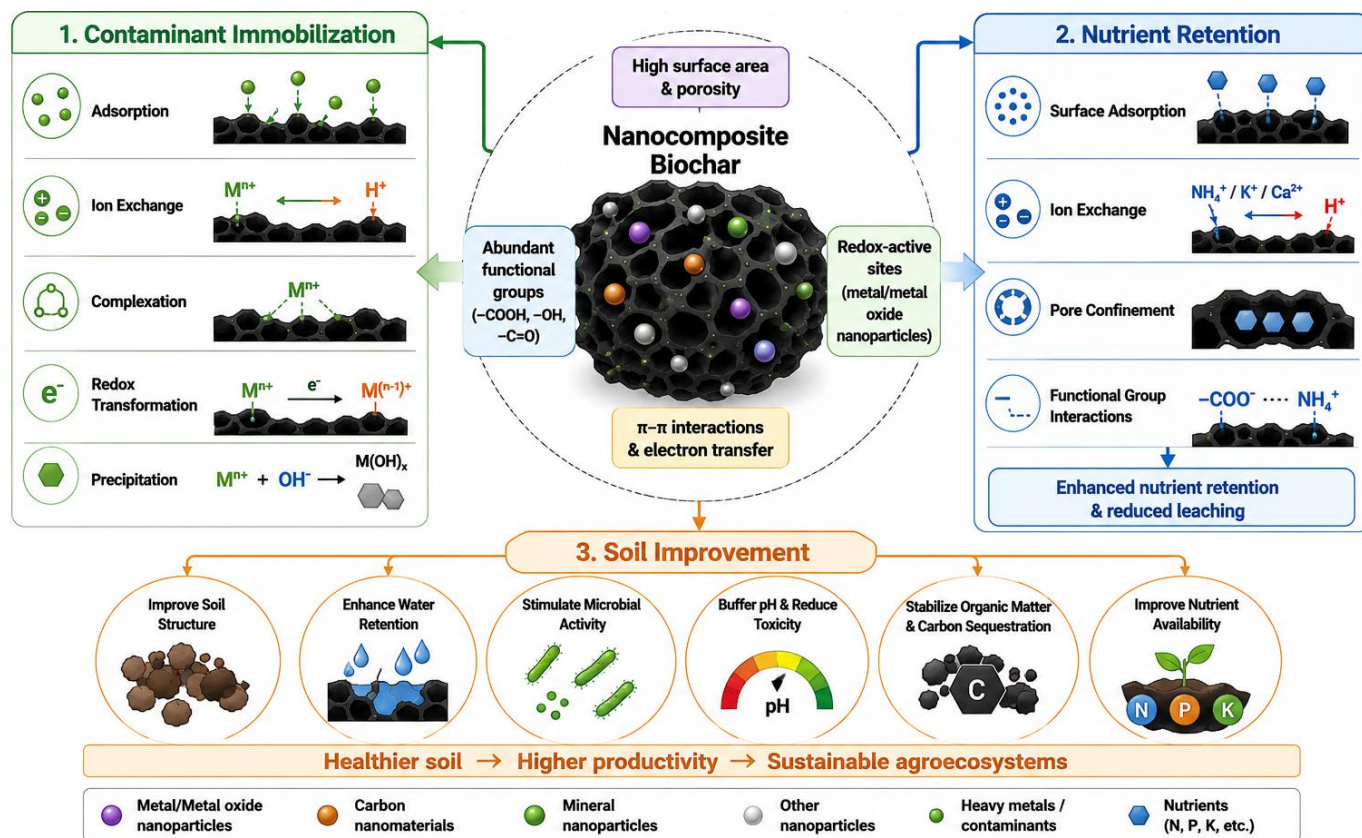 1. Contaminant Immobilization
Adsorption
Ion Exchange
Mⁿ⁺
H⁺
Complexation
Mⁿ⁺
e⁻
Redox
Transformation
Mⁿ⁺
e⁻
M⁽ⁿ⁻¹⁾⁺
Precipitation
Mⁿ⁺ + OH⁻
M(OH)ₓ
High surface area
& porosity
Nanocomposite
Biochar
Abundant
functional
groups
(–COOH, –OH,
–C=O)
Redox-active
sites
(metal/metal
oxide
nanoparticles)
π–π interactions
& electron transfer
2. Nutrient Retention
Surface Adsorption
Ion Exchange
NH₄⁺ / K⁺ / Ca²⁺
H⁺
Pore Confinement
Functional Group
Interactions
–COO⁻ ···· NH₄⁺
Enhanced nutrient retention
& reduced leaching
3. Soil Improvement
Improve Soil
Structure
Enhance Water
Retention
Stimulate Microbial
Activity
Buffer pH & Reduce
Toxicity
pH
Stabilize Organic Matter
& Carbon Sequestration
C
Improve Nutrient
Availability
N P K
Healthier soil → Higher productivity → Sustainable agroecosystems
Metal/Metal oxide
nanoparticles
Carbon
nanomaterials
Mineral
nanoparticles
Other
nanoparticles
Heavy metals /
contaminants
Nutrients
(N, P, K, etc.)